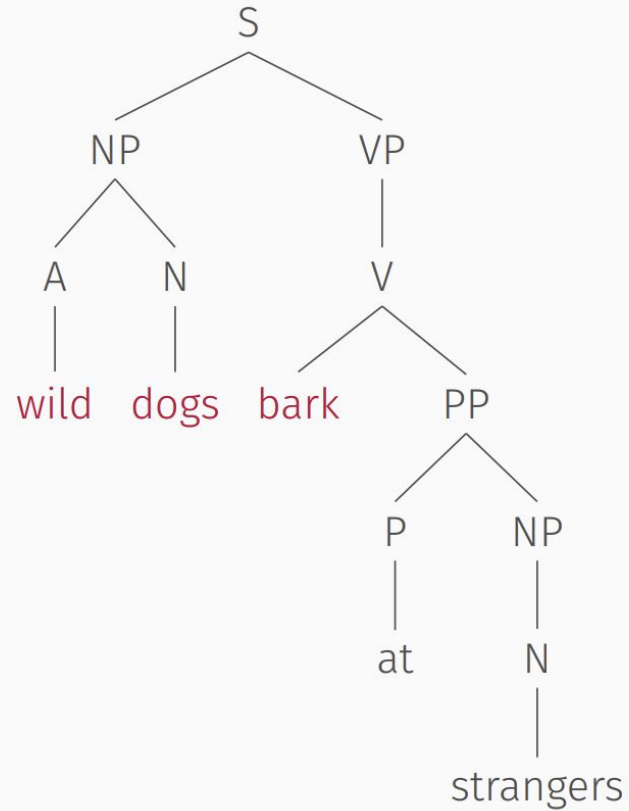 S
NP VP
A N V
wild dogs bark PP
P NP
at N
strangers